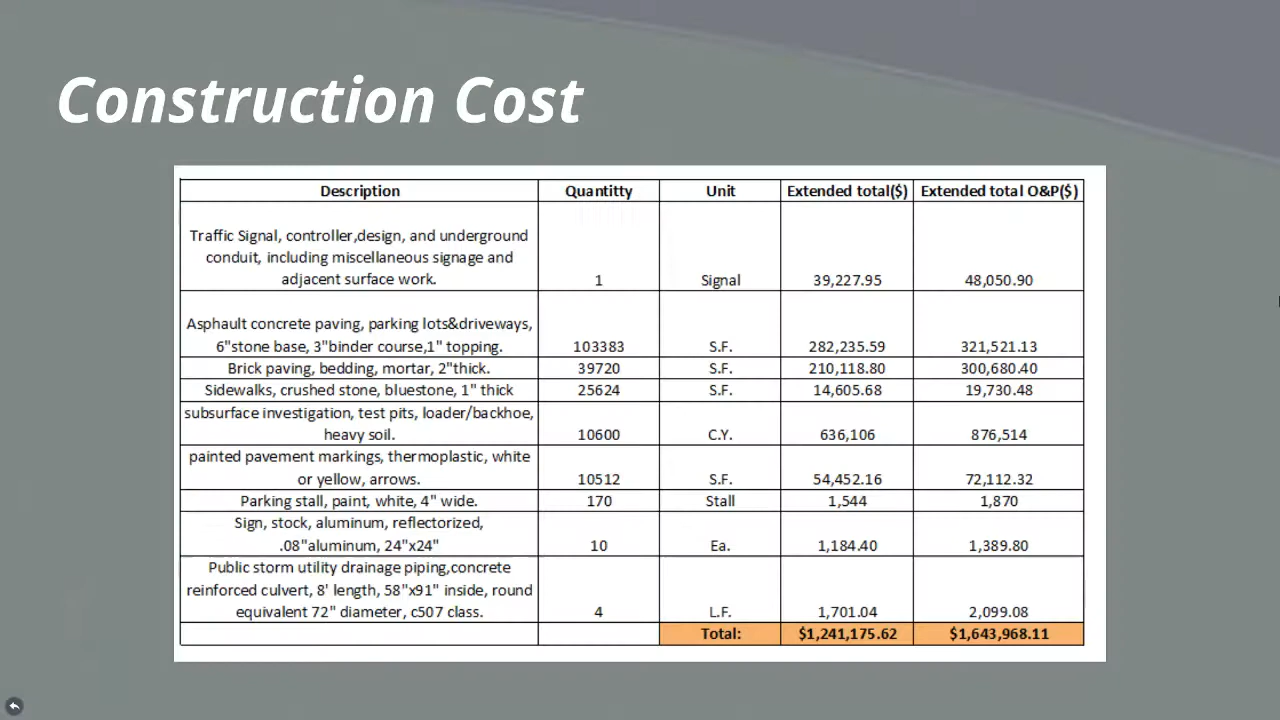 Construction Cost
Description Quantitty Unit Extended total($) Extended total O&P($)
Traffic Signal, controller,design, and underground
conduit, including miscellaneous signage and
adjacent surface work. 1 Signal 39,227.95 48,050.90
Asphault concrete paving, parking lots&driveways,
6"stone base, 3"binder course,1" topping. 103383 S.F. 282,235.59 321,521.13
Brick paving, bedding, mortar, 2"thick. 39720 S.F. 210,118.80 300,680.40
Sidewalks, crushed stone, bluestone, 1" thick 25624 S.F. 14,605.68 19,730.48
subsurface investigation, test pits, loader/backhoe,
heavy soil. 10600 C.Y. 636,106 876,514
painted pavement markings, thermoplastic, white
or yellow, arrows. 10512 S.F. 54,452.16 72,112.32
Parking stall, paint, white, 4" wide. 170 Stall 1,544 1,870
Sign, stock, aluminum, reflectorized,
.08"aluminum, 24"x24" 10 Ea. 1,184.40 1,389.80
Public storm utility drainage piping,concrete
reinforced culvert, 8' length, 58"x91" inside, round
equivalent 72" diameter, c507 class. 4 L.F. 1,701.04 2,099.08
Total: $1,241,175.62 $1,643,968.11